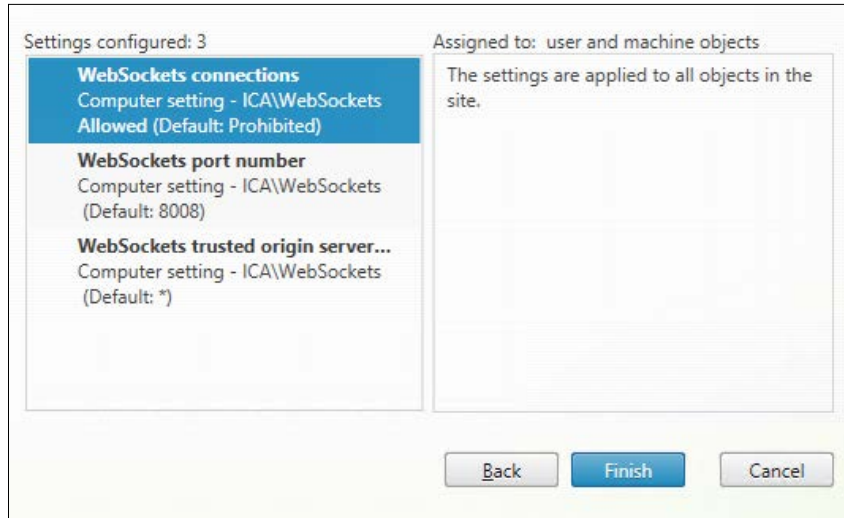 Settings configured: 3
WebSockets connections
Computer setting - ICA\WebSockets
Allowed (Default: Prohibited)
WebSockets port number
Computer setting - ICA\WebSockets
(Default: 8008)
WebSockets trusted origin server...
Computer setting - ICA\WebSockets
(Default: *)
Assigned to: user and machine objects
The settings are applied to all objects in the
site.
Back
Finish
Cancel